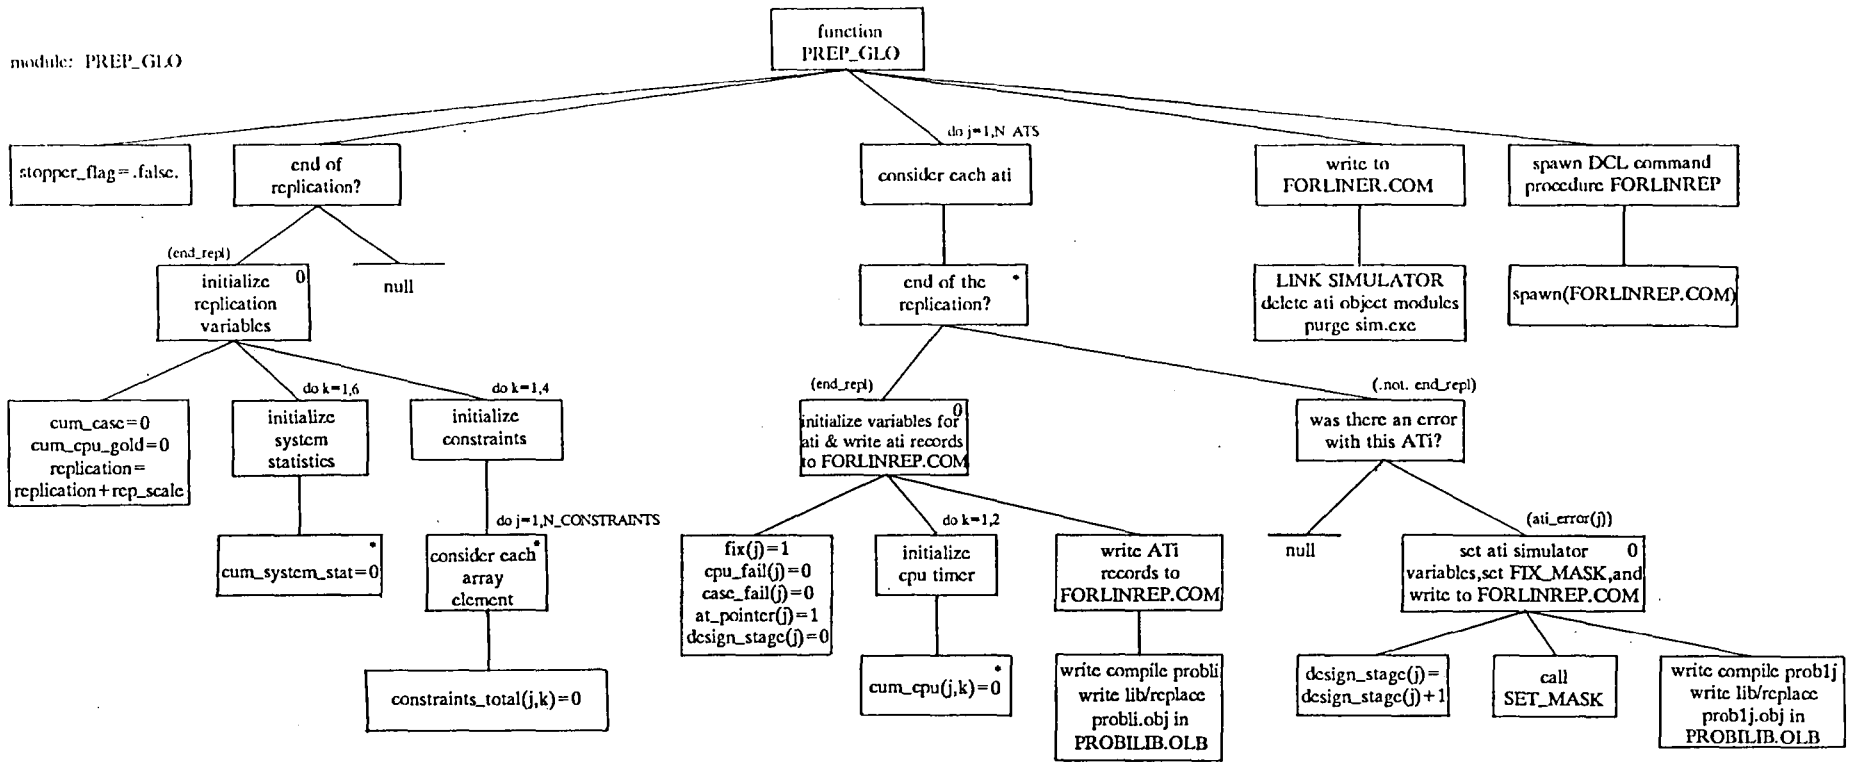 function
PREP_GLO
module: PREP_GLO
do j=1,N_ATS
stopper_flag=.false.
end of
replication?
consider each ati
write to
FORLINER.COM
spawn DCL command
procedure FORLINREP
(end_repl)
initialize 0
replication
variables
null
end of the *
replication?
LINK SIMULATOR
delete ati object modules
purge sim.exe
spawn(FORLINREP.COM)
do k=1,6
do k=1,4
(end_repl)
(.not. end_repl)
cum_case=0
cum_cpu_gold=0
replication=
replication+rep_scale
initialize
system
statistics
initialize
constraints
0
initialize variables for
ati & write ati records
to FORLINREP.COM
was there an error
with this ATi?
do j=1,N_CONSTRAINTS
do k=1,2
(ati_error(j))
*
cum_system_stat=0
consider each *
array
element
fix(j)=1
cpu_fail(j)=0
case_fail(j)=0
at_pointer(j)=1
design_stage(j)=0
initialize
cpu timer
write ATi
records to
FORLINREP.COM
null
set ati simulator 0
variables,set FIX_MASK,and
write to FORLINREP.COM
constraints_total(j,k)=0
*
cum_cpu(j,k)=0
write compile probli
write lib/replace
probli.obj in
PROBILIB.OLB
design_stage(j)=
design_stage(j)+1
call
SET_MASK
write compile prob1j
write lib/replace
prob1j.obj in
PROBILIB.OLB